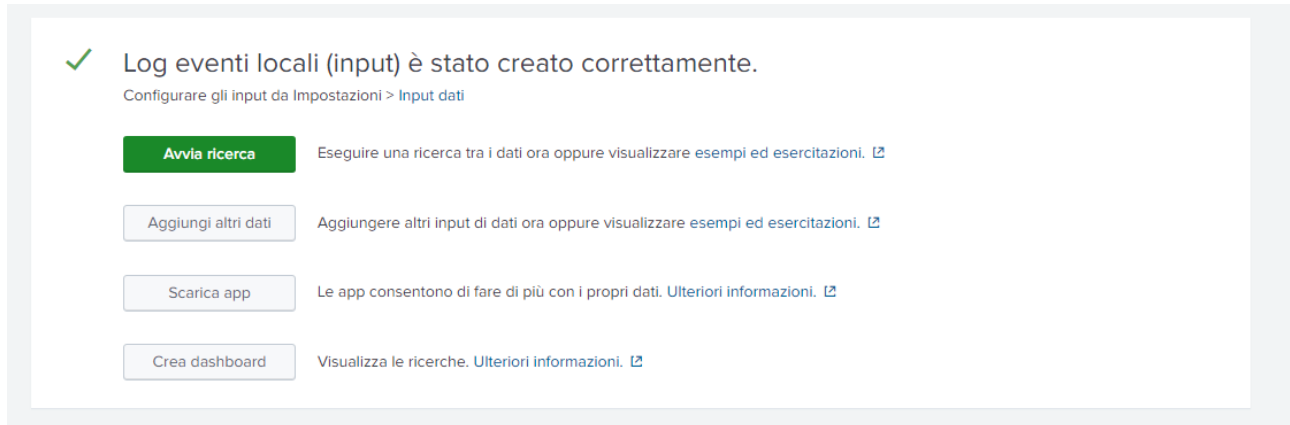 Log eventi locali (input) è stato creato correttamente.
Configurare gli input da Impostazioni > Input dati
Avvia ricerca Eseguire una ricerca tra i dati ora oppure visualizzare esempi ed esercitazioni.
Aggiungi altri dati Aggiungere altri input di dati ora oppure visualizzare esempi ed esercitazioni.
Scarica app Le app consentono di fare di più con i propri dati. Ulteriori informazioni.
Crea dashboard Visualizza le ricerche. Ulteriori informazioni.